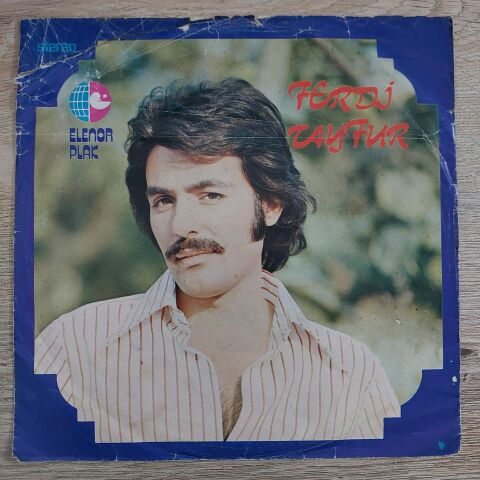 stereo
ELENOR
PLAK
FERDİ
TAYFUR